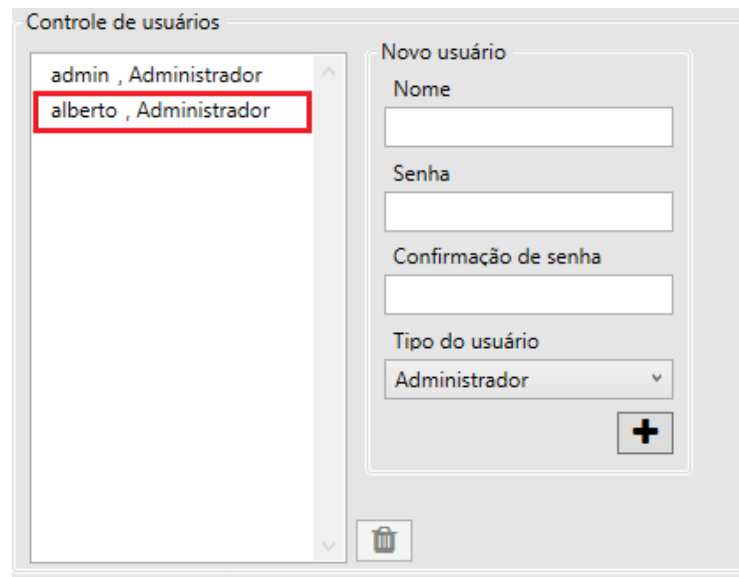 Controle de usuários
admin , Administrador
alberto , Administrador
Novo usuário
Nome
Senha
Confirmação de senha
Tipo do usuário
Administrador